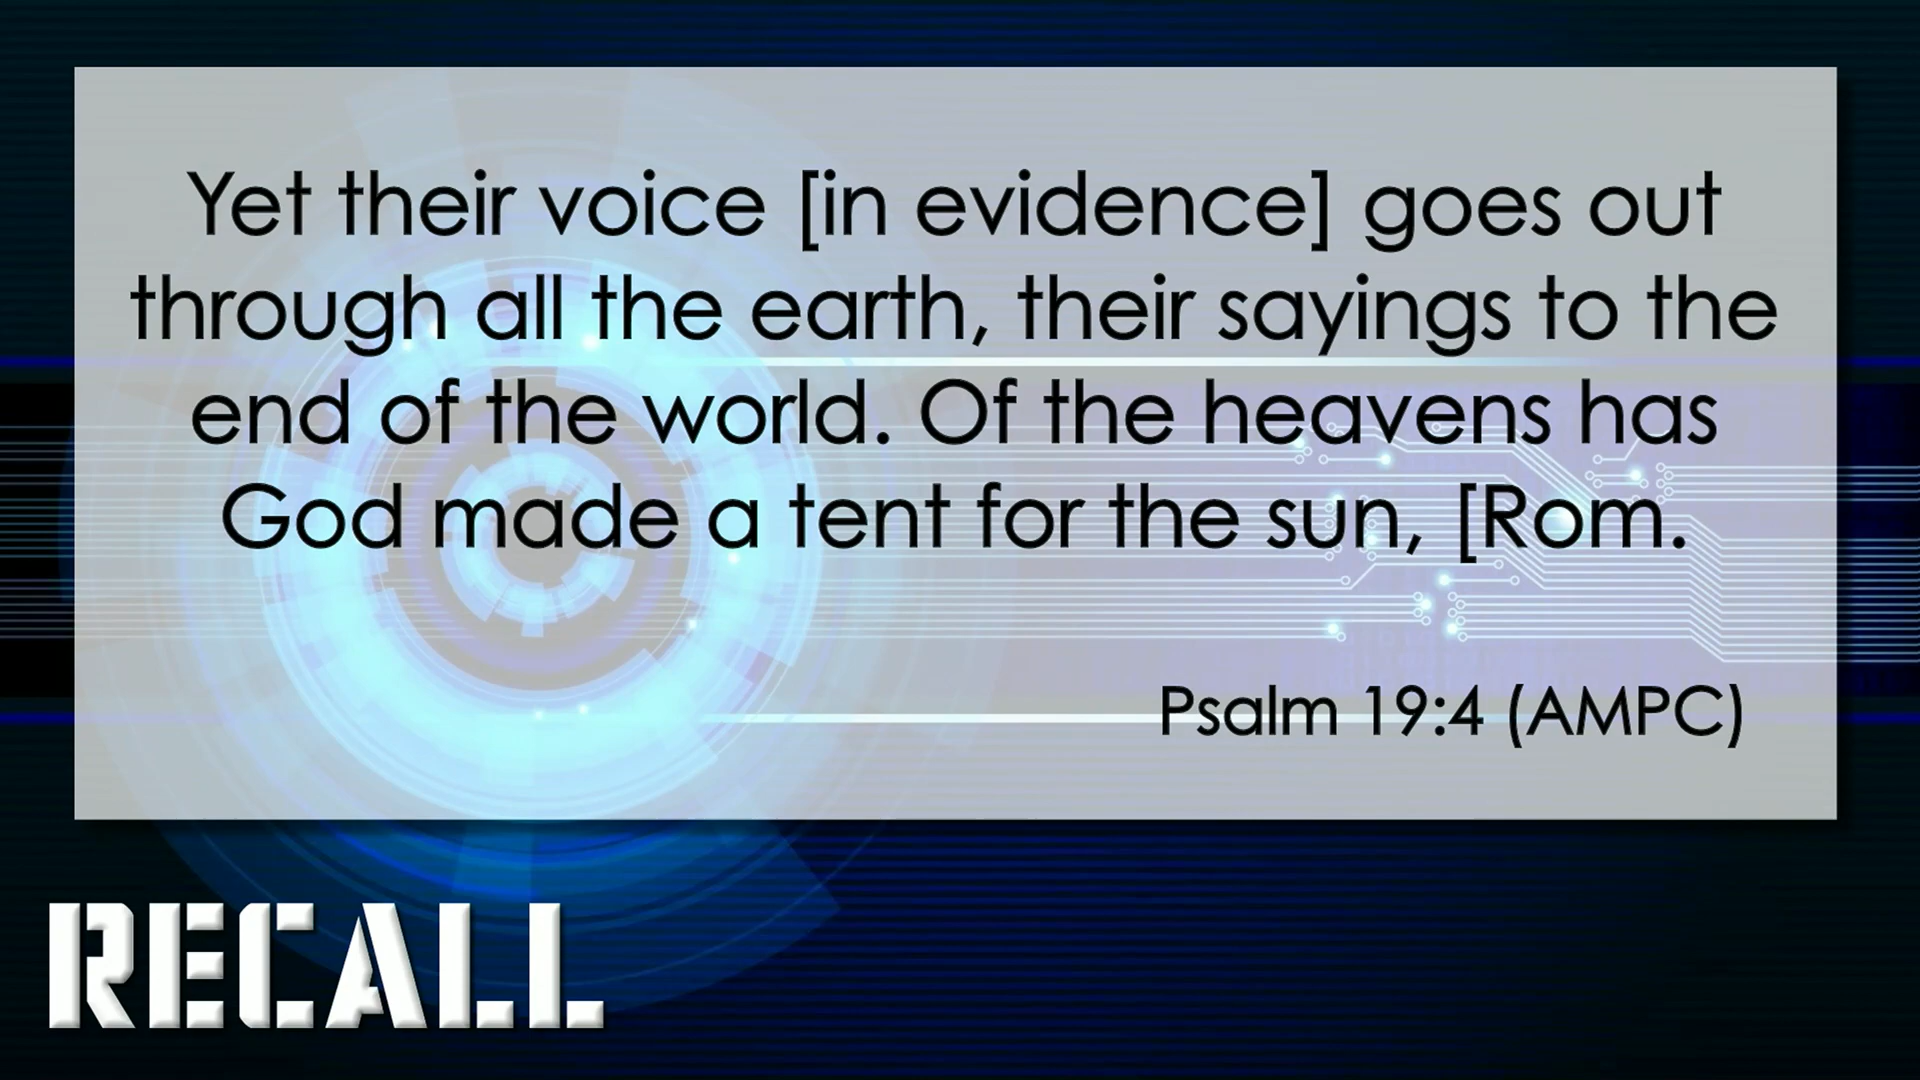 Yet their voice [in evidence] goes out
through all the earth, their sayings to the
end of the world. Of the heavens has
God made a tent for the sun, [Rom.
Psalm 19:4 (AMPC)
RECALL